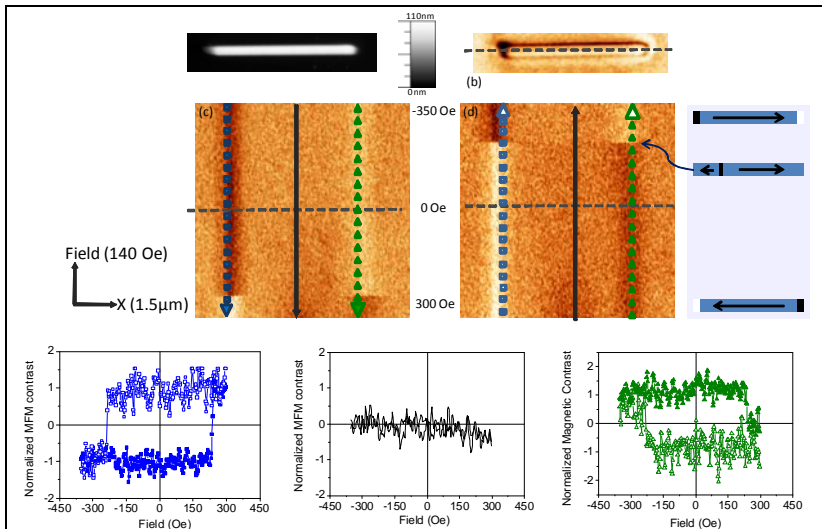 110nm
0nm
(b)
(c)
-350 Oe
(d)
0 Oe
Field (140 Oe)
X (1.5µm)
300 Oe
Normalized MFM contrast
2
1
0
-1
-2
-450 -300 -150 0 150 300 450
Field (Oe)
Normalized MFM contrast
2
1
0
-1
-2
-450 -300 -150 0 150 300 450
Field (Oe)
Normalized Magnetic Contrast
2
1
0
-1
-2
-450 -300 -150 0 150 300 450
Field (Oe)